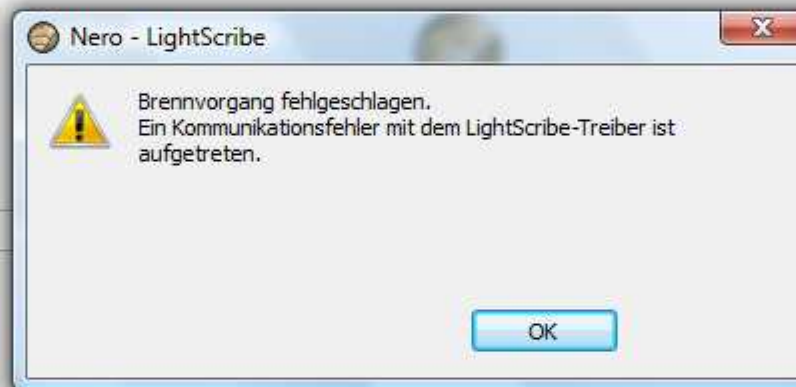 Nero - LightScribe
Brennvorgang fehlgeschlagen.
Ein Kommunikationsfehler mit dem LightScribe-Treiber ist
aufgetreten.
OK